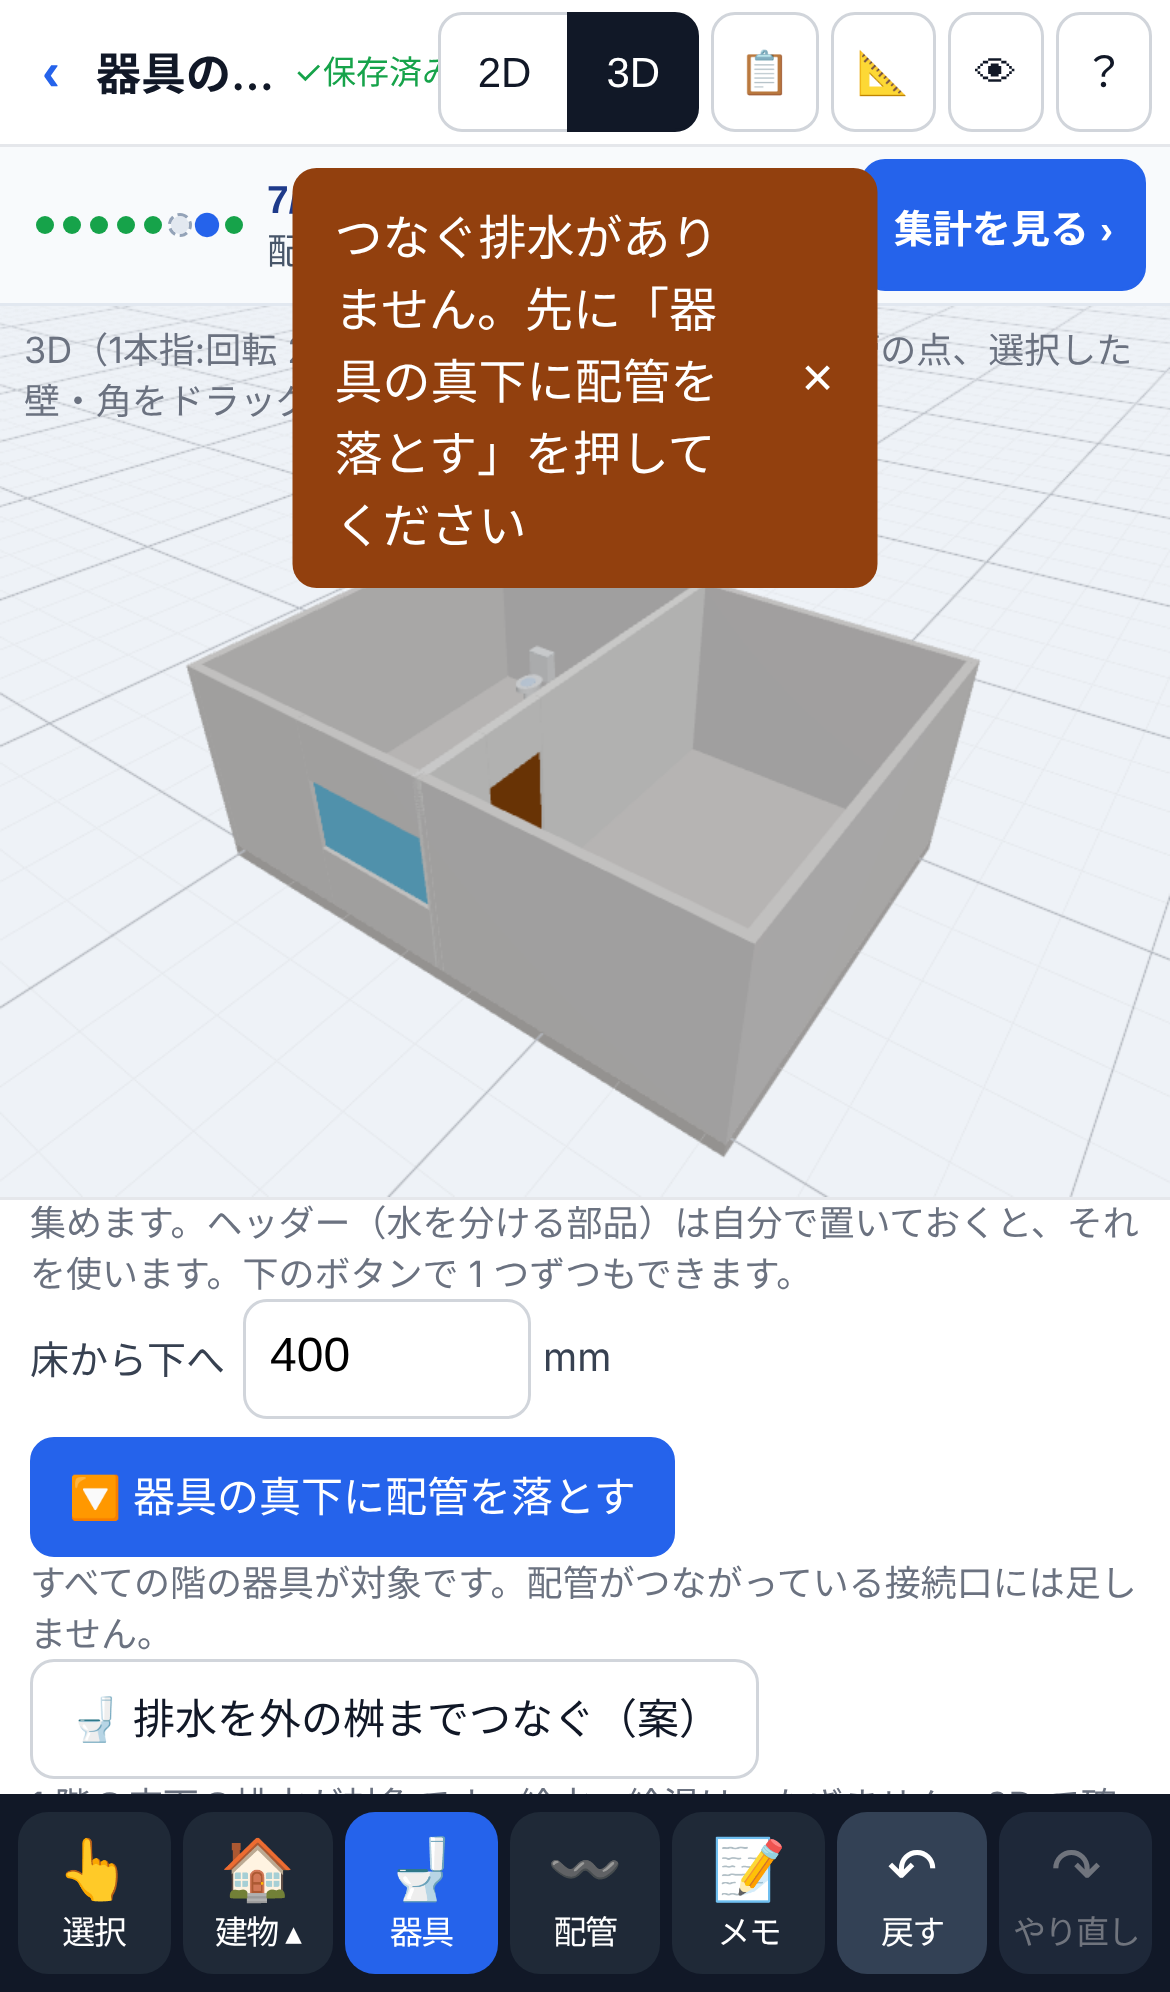 ‹ 器具の… ✓保存済み 2D 3D ?
7/
配
つなぐ排水があり
ません。先に「器
具の真下に配管を
落とす」を押して
ください
×
集計を見る ›
3D（1本指:回転
の点、選択した
壁・角をドラッグ
集めます。ヘッダー（水を分ける部品）は自分で置いておくと、それ
を使います。下のボタンで 1 つずつもできます。
床から下へ 400 mm
器具の真下に配管を落とす
すべての階の器具が対象です。配管がつながっている接続口には足し
ません。
排水を外の桝までつなぐ（案）
選択 建物▲ 器具 配管 メモ 戻す やり直し